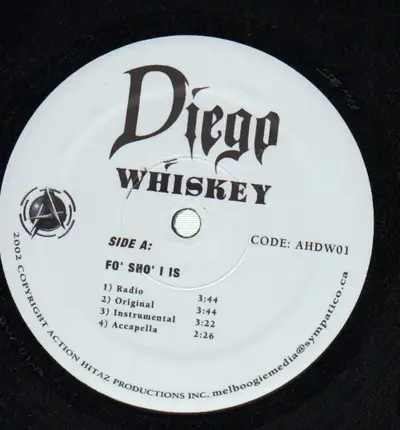 Diego
WHISKEY
A
SIDE A:
CODE: AHDW01
FO' SHO' I IS
1) Radio 3:44
2) Original 3:44
3) Instrumental 3:22
4) Accapella 2:26
2002 COPYRIGHT ACTION HITAZ PRODUCTIONS INC. melboogiemedia@sympatico.ca